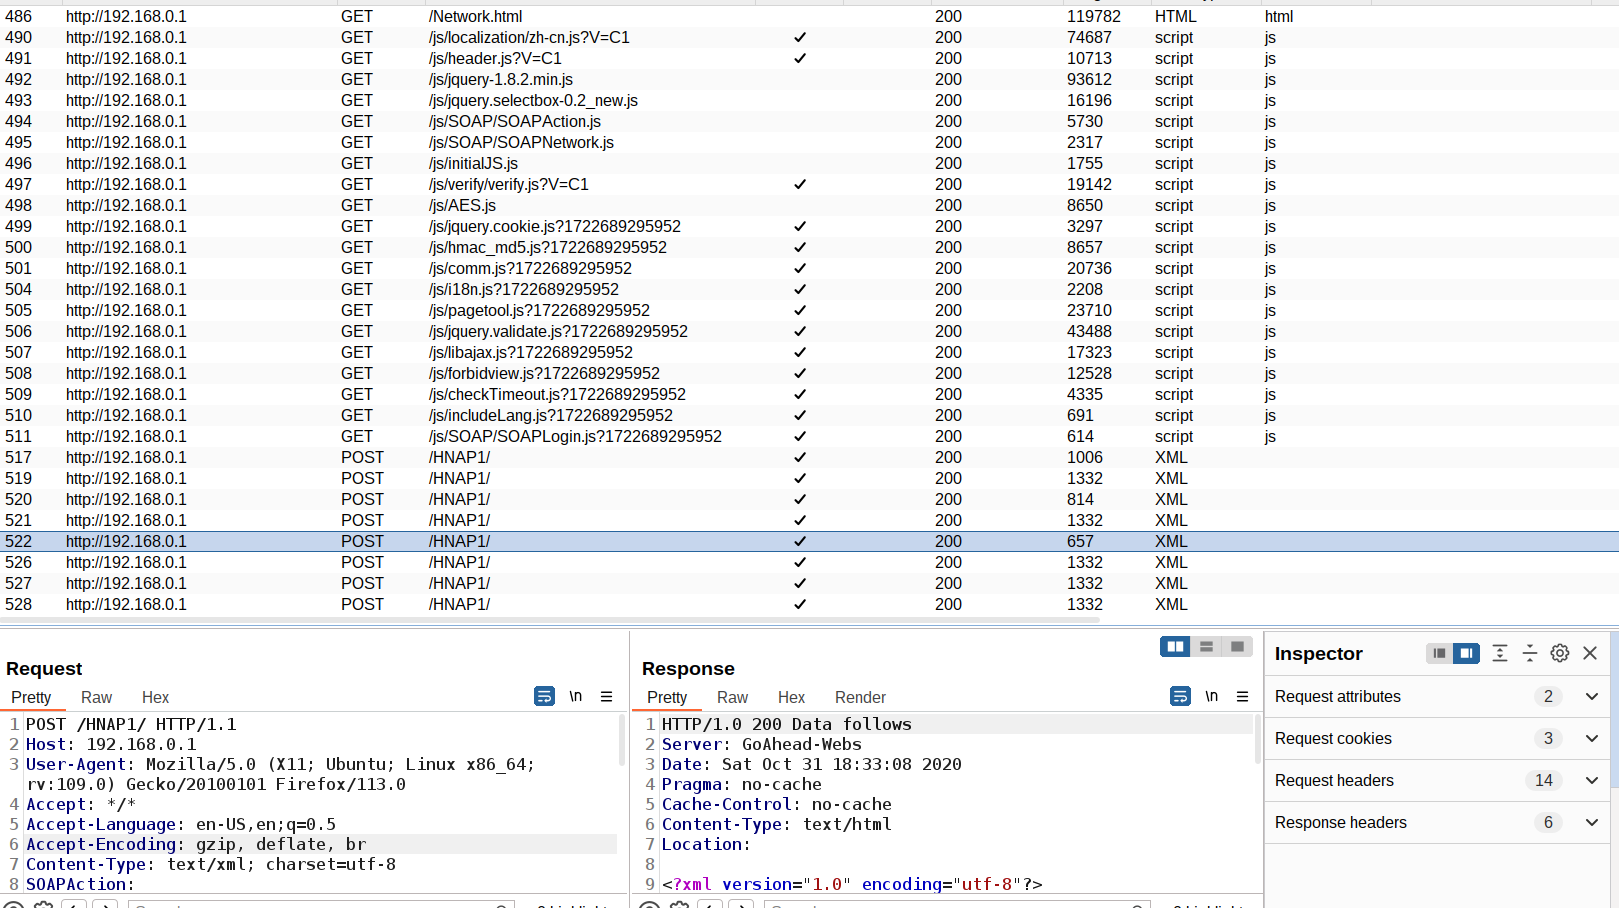 486 http://192.168.0.1 GET /Network.html 200 119782 HTML html
490 http://192.168.0.1 GET /js/localization/zh-cn.js?V=C1 ✓ 200 74687 script js
491 http://192.168.0.1 GET /js/header.js?V=C1 ✓ 200 10713 script js
492 http://192.168.0.1 GET /js/jquery-1.8.2.min.js 200 93612 script js
493 http://192.168.0.1 GET /js/jquery.selectbox-0.2_new.js 200 16196 script js
494 http://192.168.0.1 GET /js/SOAP/SOAPAction.js 200 5730 script js
495 http://192.168.0.1 GET /js/SOAP/SOAPNetwork.js 200 2317 script js
496 http://192.168.0.1 GET /js/initialJS.js 200 1755 script js
497 http://192.168.0.1 GET /js/verify/verify.js?V=C1 ✓ 200 19142 script js
498 http://192.168.0.1 GET /js/AES.js 200 8650 script js
499 http://192.168.0.1 GET /js/jquery.cookie.js?1722689295952 ✓ 200 3297 script js
500 http://192.168.0.1 GET /js/hmac_md5.js?1722689295952 ✓ 200 8657 script js
501 http://192.168.0.1 GET /js/comm.js?1722689295952 ✓ 200 20736 script js
504 http://192.168.0.1 GET /js/i18n.js?1722689295952 ✓ 200 2208 script js
505 http://192.168.0.1 GET /js/pagetool.js?1722689295952 ✓ 200 23710 script js
506 http://192.168.0.1 GET /js/jquery.validate.js?1722689295952 ✓ 200 43488 script js
507 http://192.168.0.1 GET /js/libajax.js?1722689295952 ✓ 200 17323 script js
508 http://192.168.0.1 GET /js/forbidview.js?1722689295952 ✓ 200 12528 script js
509 http://192.168.0.1 GET /js/checkTimeout.js?1722689295952 ✓ 200 4335 script js
510 http://192.168.0.1 GET /js/includeLang.js?1722689295952 ✓ 200 691 script js
511 http://192.168.0.1 GET /js/SOAP/SOAPLogin.js?1722689295952 ✓ 200 614 script js
517 http://192.168.0.1 POST /HNAP1/ ✓ 200 1006 XML
519 http://192.168.0.1 POST /HNAP1/ ✓ 200 1332 XML
520 http://192.168.0.1 POST /HNAP1/ ✓ 200 814 XML
521 http://192.168.0.1 POST /HNAP1/ ✓ 200 1332 XML
522 http://192.168.0.1 POST /HNAP1/ ✓ 200 657 XML
526 http://192.168.0.1 POST /HNAP1/ ✓ 200 1332 XML
527 http://192.168.0.1 POST /HNAP1/ ✓ 200 1332 XML
528 http://192.168.0.1 POST /HNAP1/ ✓ 200 1332 XML
Request
Pretty Raw Hex \n
1 POST /HNAP1/ HTTP/1.1
2 Host: 192.168.0.1
3 User-Agent: Mozilla/5.0 (X11; Ubuntu; Linux x86_64;
rv:109.0) Gecko/20100101 Firefox/113.0
4 Accept: */*
5 Accept-Language: en-US,en;q=0.5
6 Accept-Encoding: gzip, deflate, br
7 Content-Type: text/xml; charset=utf-8
8 SOAPAction:
Response
Pretty Raw Hex Render \n
1 HTTP/1.0 200 Data follows
2 Server: GoAhead-Webs
3 Date: Sat Oct 31 18:33:08 2020
4 Pragma: no-cache
5 Cache-Control: no-cache
6 Content-Type: text/html
7 Location:
8
9 <?xml version="1.0" encoding="utf-8"?>
Inspector
Request attributes 2
Request cookies 3
Request headers 14
Response headers 6